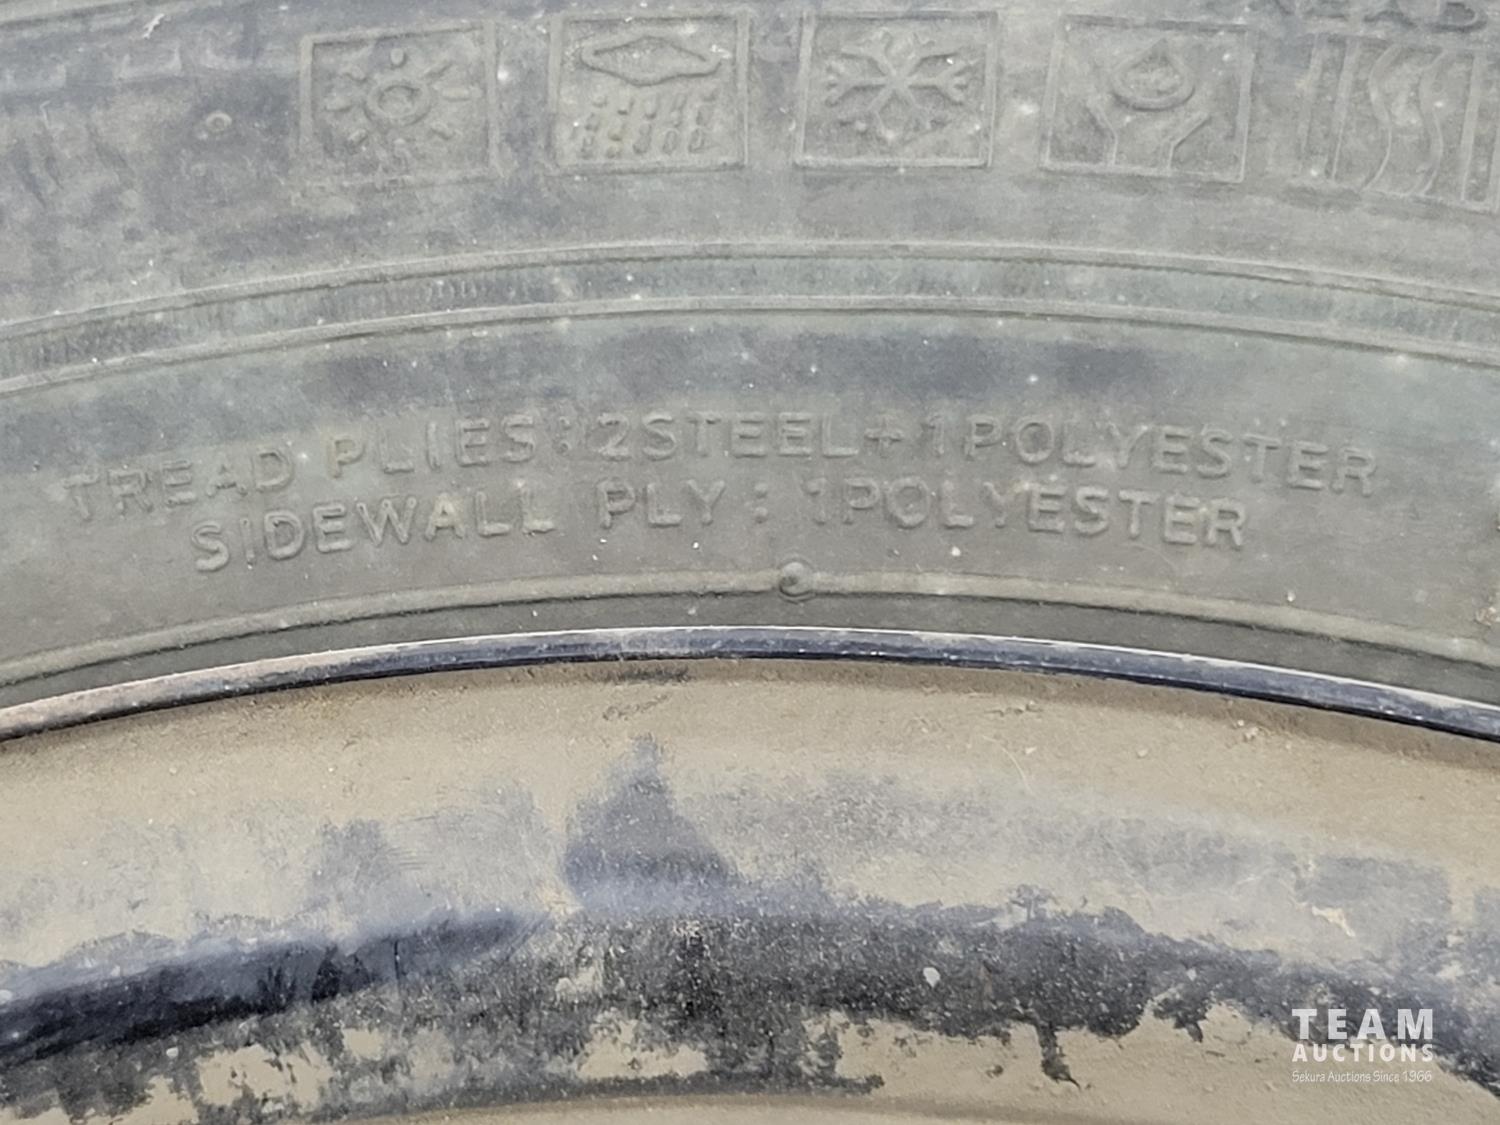 TREAD PLIES:2STEEL+1POLYESTER
SIDEWALL PLY: 1POLYESTER
TEAM
AUCTIONS
Sekura Auctions Since 1966